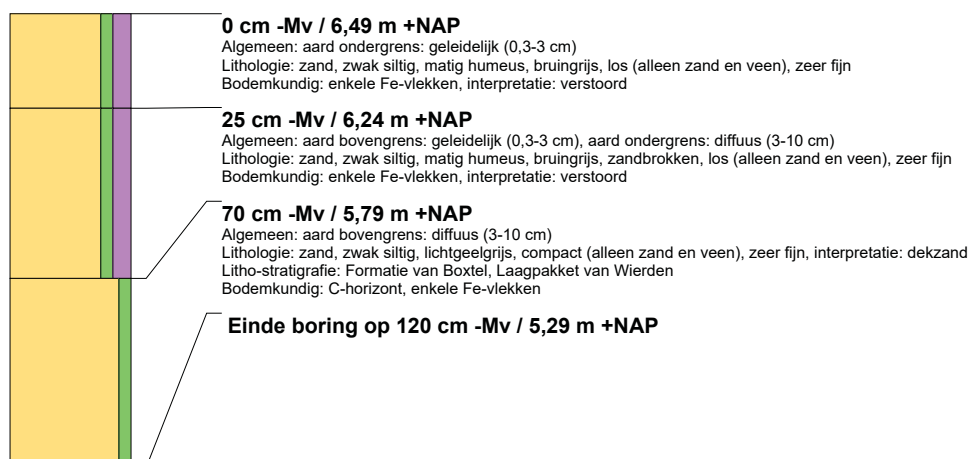 0 cm -Mv / 6,49 m +NAP
Algemeen: aard ondergrens: geleidelijk (0,3-3 cm)
Lithologie: zand, zwak siltig, matig humeus, bruingrijs, los (alleen zand en veen), zeer fijn
Bodemkundig: enkele Fe-vlekken, interpretatie: verstoord
25 cm -Mv / 6,24 m +NAP
Algemeen: aard bovengrens: geleidelijk (0,3-3 cm), aard ondergrens: diffuus (3-10 cm)
Lithologie: zand, zwak siltig, matig humeus, bruingrijs, zandbrokken, los (alleen zand en veen), zeer fijn
Bodemkundig: enkele Fe-vlekken, interpretatie: verstoord
70 cm -Mv / 5,79 m +NAP
Algemeen: aard bovengrens: diffuus (3-10 cm)
Lithologie: zand, zwak siltig, lichtgeelgrijs, compact (alleen zand en veen), zeer fijn, interpretatie: dekzand
Litho-stratigrafie: Formatie van Boxtel, Laagpakket van Wierden
Bodemkundig: C-horizont, enkele Fe-vlekken
Einde boring op 120 cm -Mv / 5,29 m +NAP